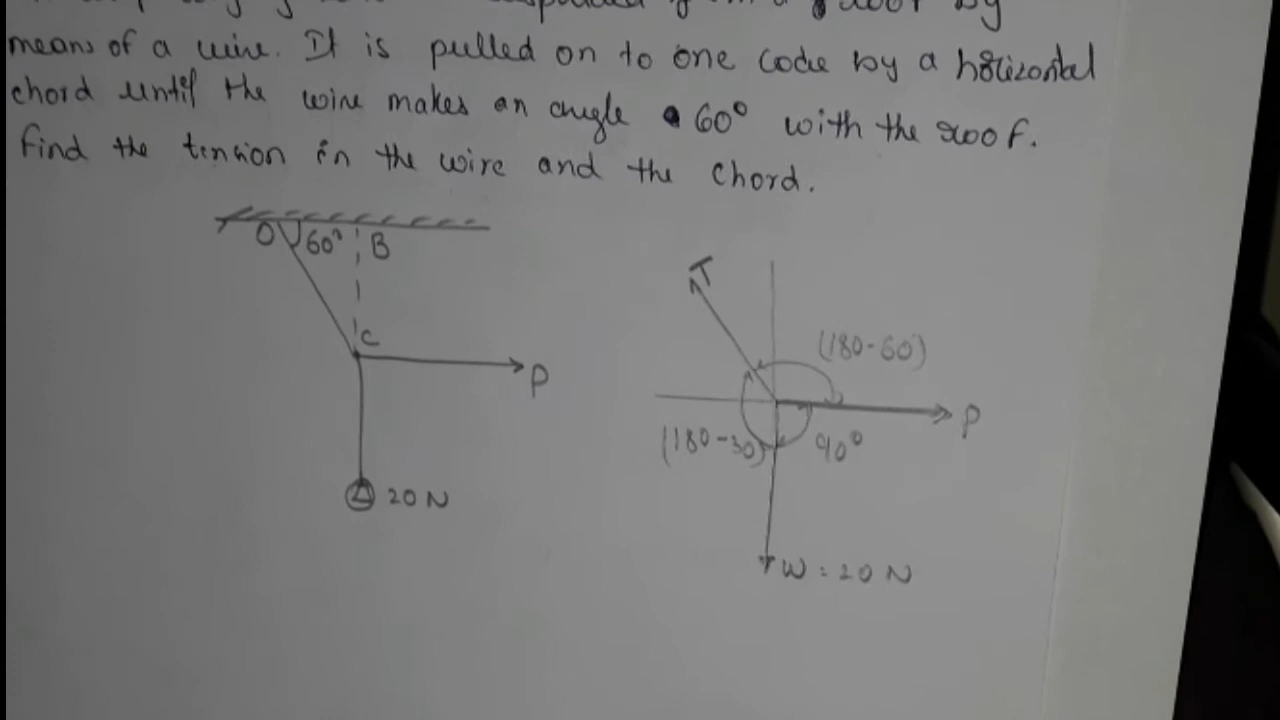 by
means of a wire. It is pulled on to one code by a horizontal
chord until the wire makes an angle 60° with the roof.
Find the tension in the wire and the chord.
O 60° B
C
P
20 N
T
(180-60)
P
(180-30) 90°
W = 20 N